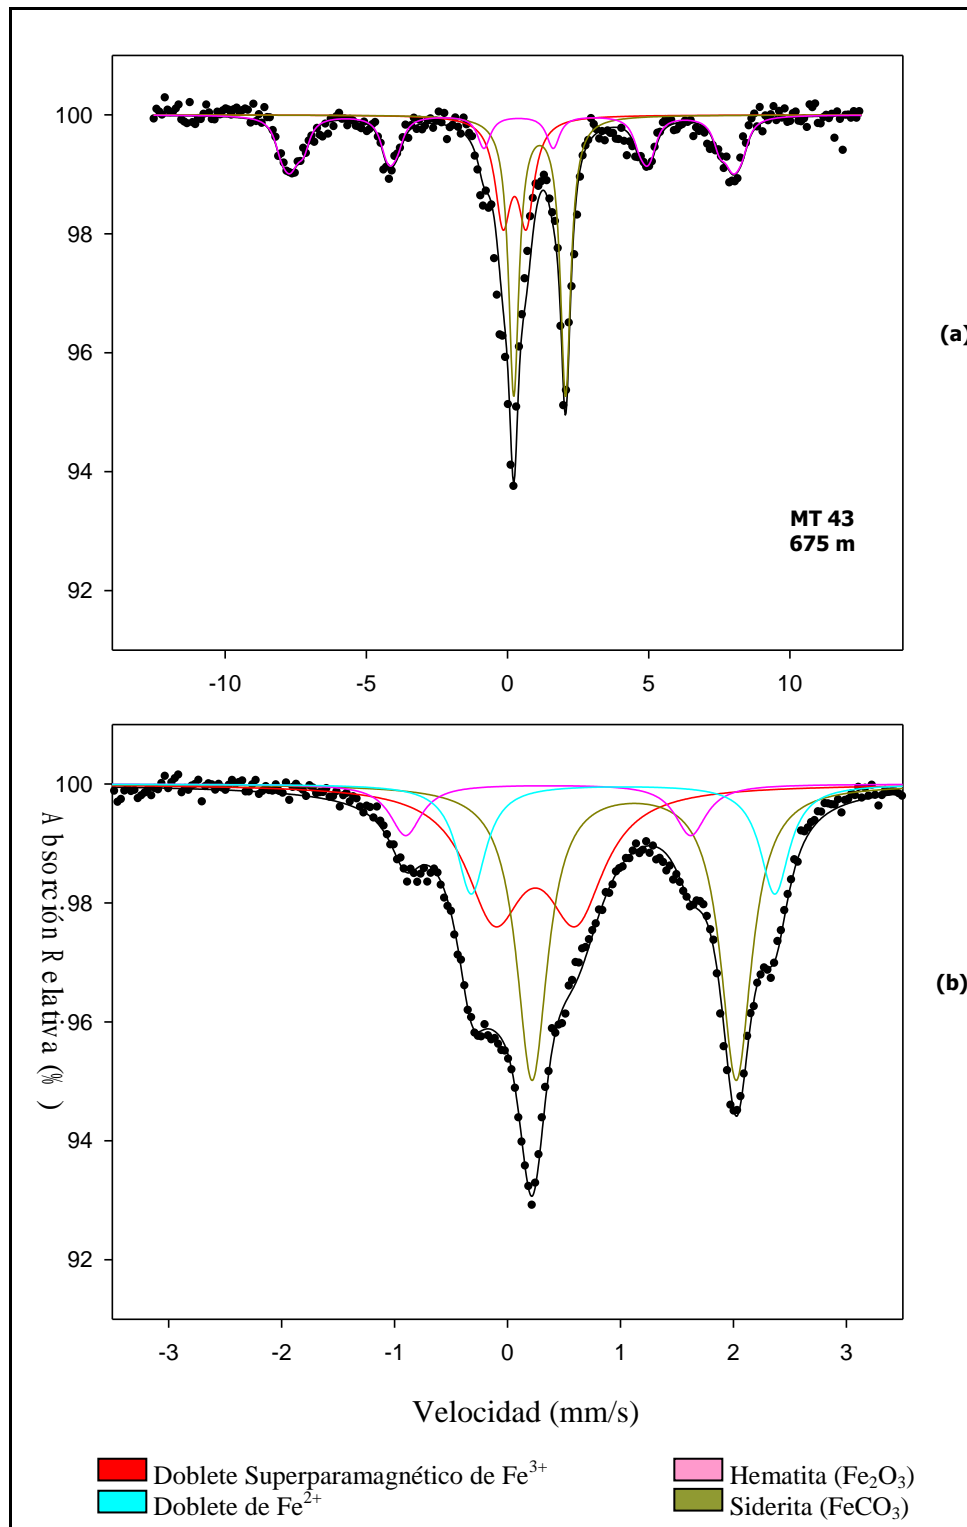 100
98
96
94
92
(a)
MT 43
675 m
-10
-5
0
5
10
100
98
96
94
92
(b)
Absorción Relativa (%)
-3
-2
-1
0
1
2
3
Velocidad (mm/s)
Doblete Superparamagnético de Fe³⁺
Hematita (Fe₂O₃)
Doblete de Fe²⁺
Siderita (FeCO₃)